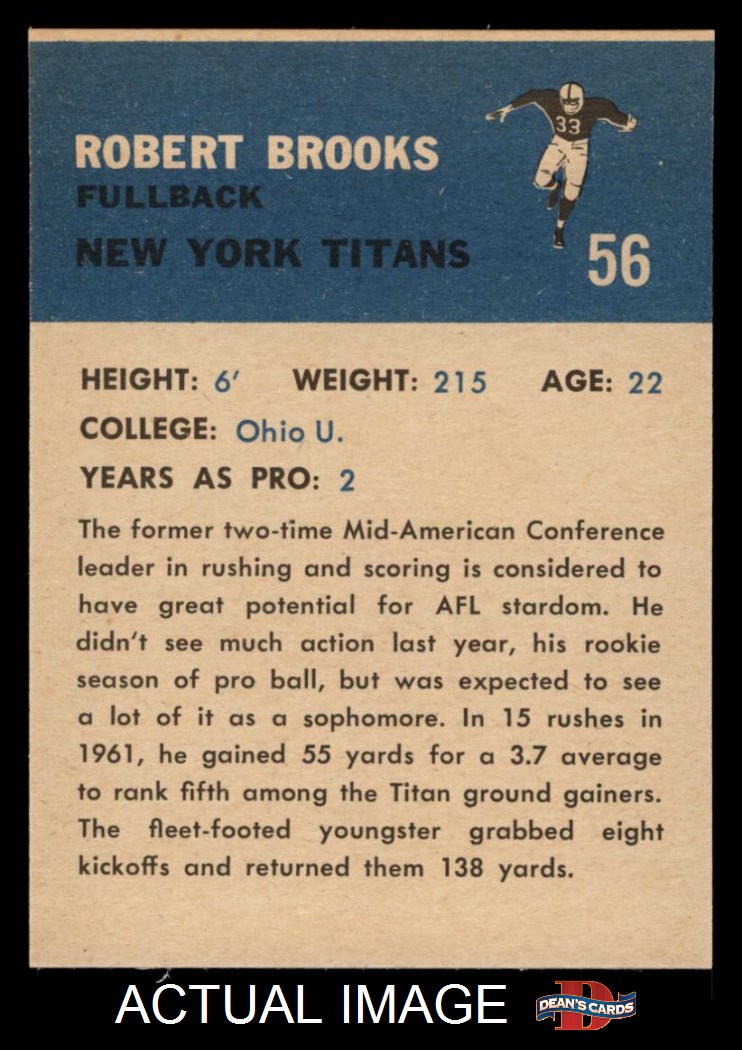 ROBERT BROOKS
FULLBACK
NEW YORK TITANS
33
56
HEIGHT: 6' WEIGHT: 215 AGE: 22
COLLEGE: Ohio U.
YEARS AS PRO: 2
The former two-time Mid-American Conference
leader in rushing and scoring is considered to
have great potential for AFL stardom. He
didn't see much action last year, his rookie
season of pro ball, but was expected to see
a lot of it as a sophomore. In 15 rushes in
1961, he gained 55 yards for a 3.7 average
to rank fifth among the Titan ground gainers.
The fleet-footed youngster grabbed eight
kickoffs and returned them 138 yards.
ACTUAL IMAGE
D
DEAN'S CARDS